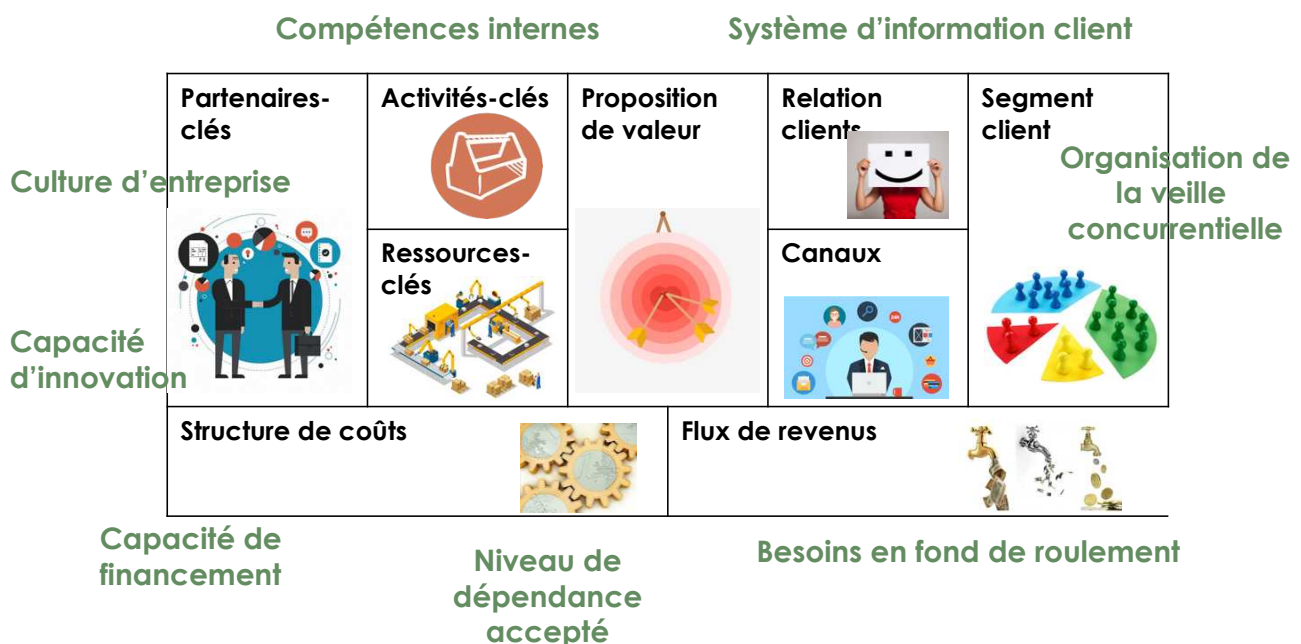 Compétences internes
Système d’information client
Partenaires-
clés
Activités-clés
Proposition
de valeur
Relation
clients
Segment
client
Culture d’entreprise
Organisation de
la veille
concurrentielle
Ressources-
clés
Canaux
Capacité
d’innovation
Structure de coûts
Flux de revenus
Capacité de
financement
Niveau de
dépendance
accepté
Besoins en fond de roulement